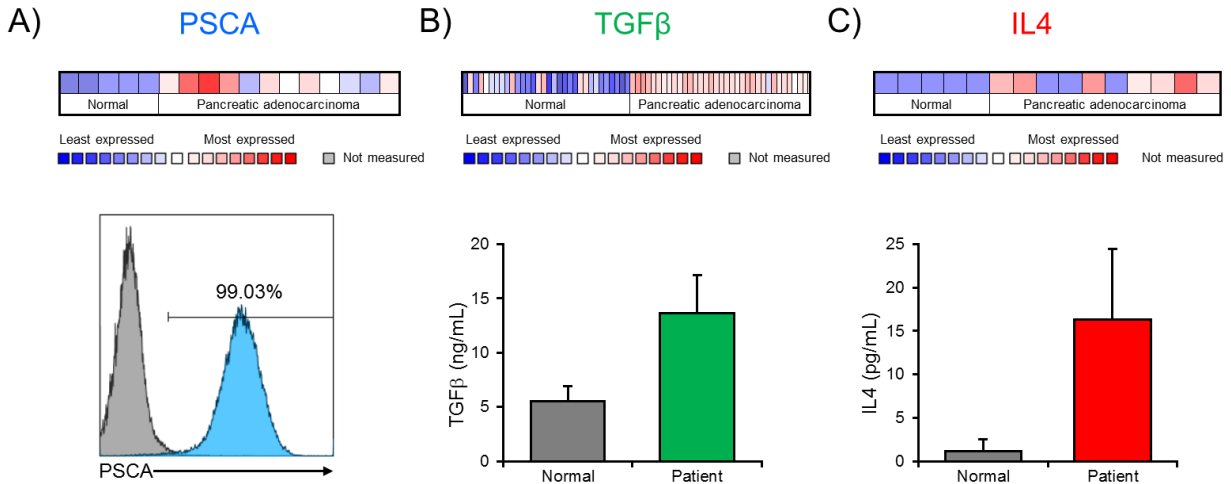 A) PSCA
Normal Pancreatic adenocarcinoma
Least expressed Most expressed
Not measured
99.03%
PSCA
B) TGFβ
Normal Pancreatic adenocarcinoma
Least expressed Most expressed
Not measured
TGFβ (ng/mL)
20
15
10
5
0
Normal Patient
C) IL4
Normal Pancreatic adenocarcinoma
Least expressed Most expressed
Not measured
IL4 (pg/mL)
25
20
15
10
5
0
Normal Patient